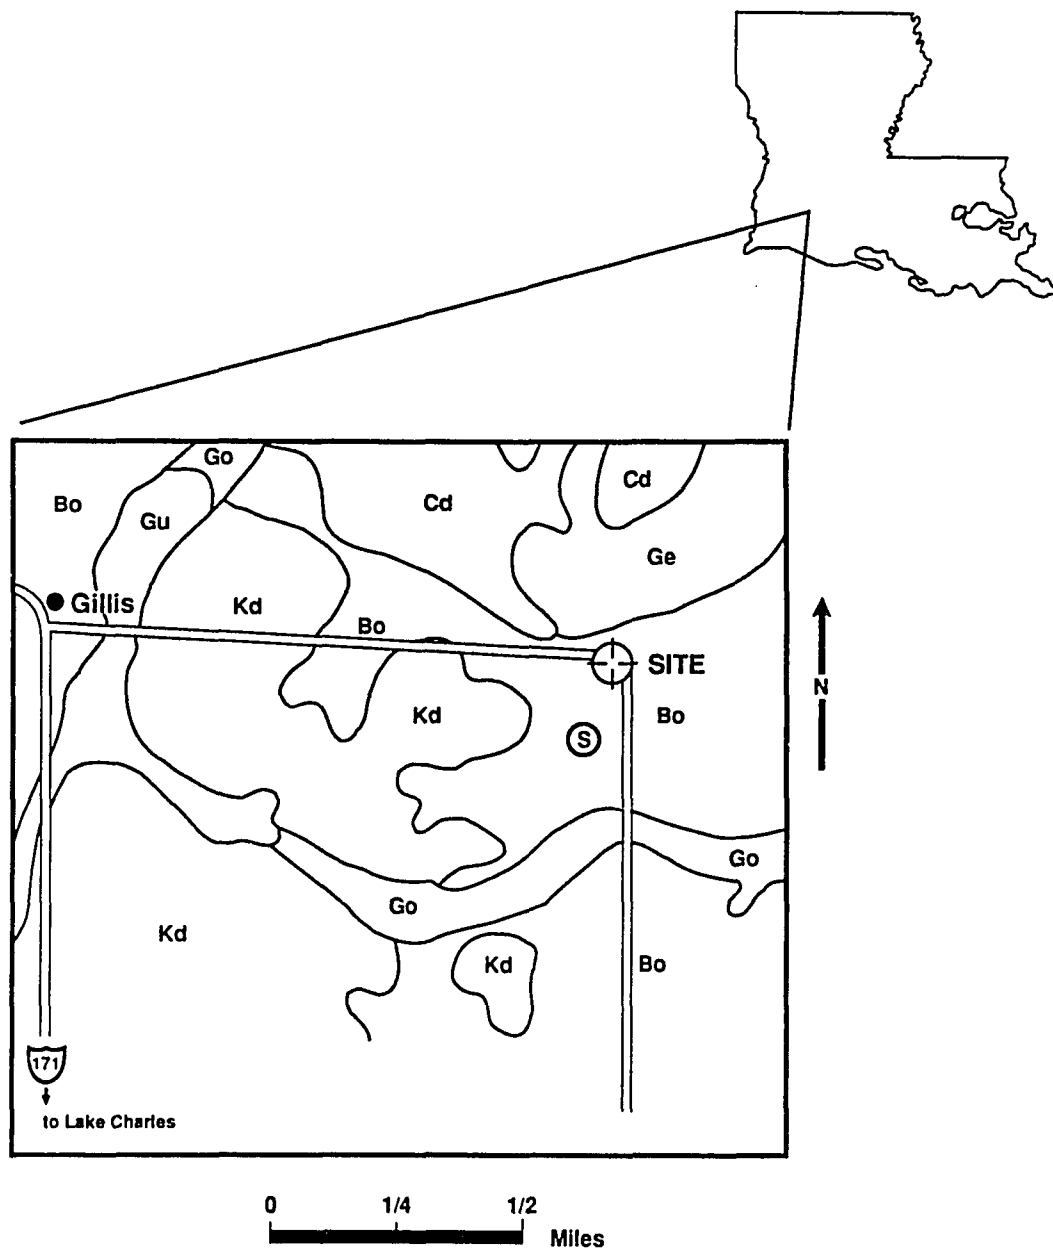 Go
Cd
Cd
Bo
Gu
Ge
Gillis
Kd
Bo
SITE
N
Kd
Bo
S
Go
Go
Kd
Kd
Bo
171
to Lake Charles
0 1/4 1/2
Miles